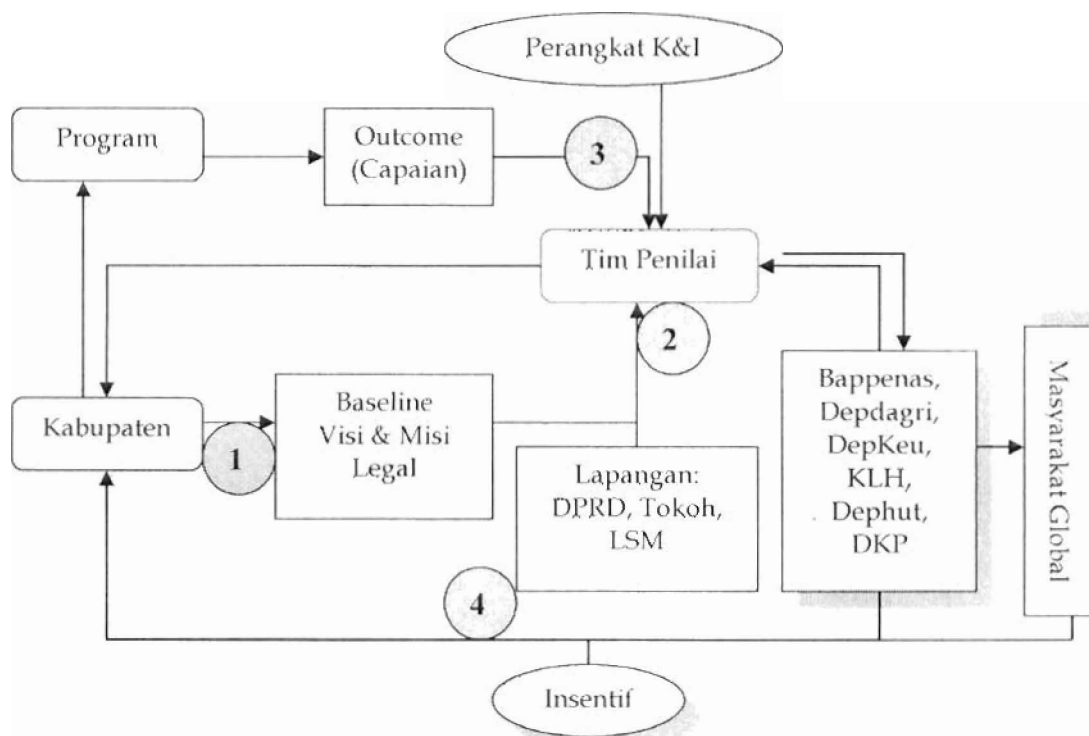 Perangkat K&I
Program
Outcome
(Capaian)
3
Tim Penilai
2
Kabupaten
1
Baseline
Visi & Misi
Legal
Lapangan:
DPRD, Tokoh,
LSM
Bappenas,
Depdagri,
DepKeu,
KLH,
Dephut,
DKP
Masyarakat Global
4
Insentif